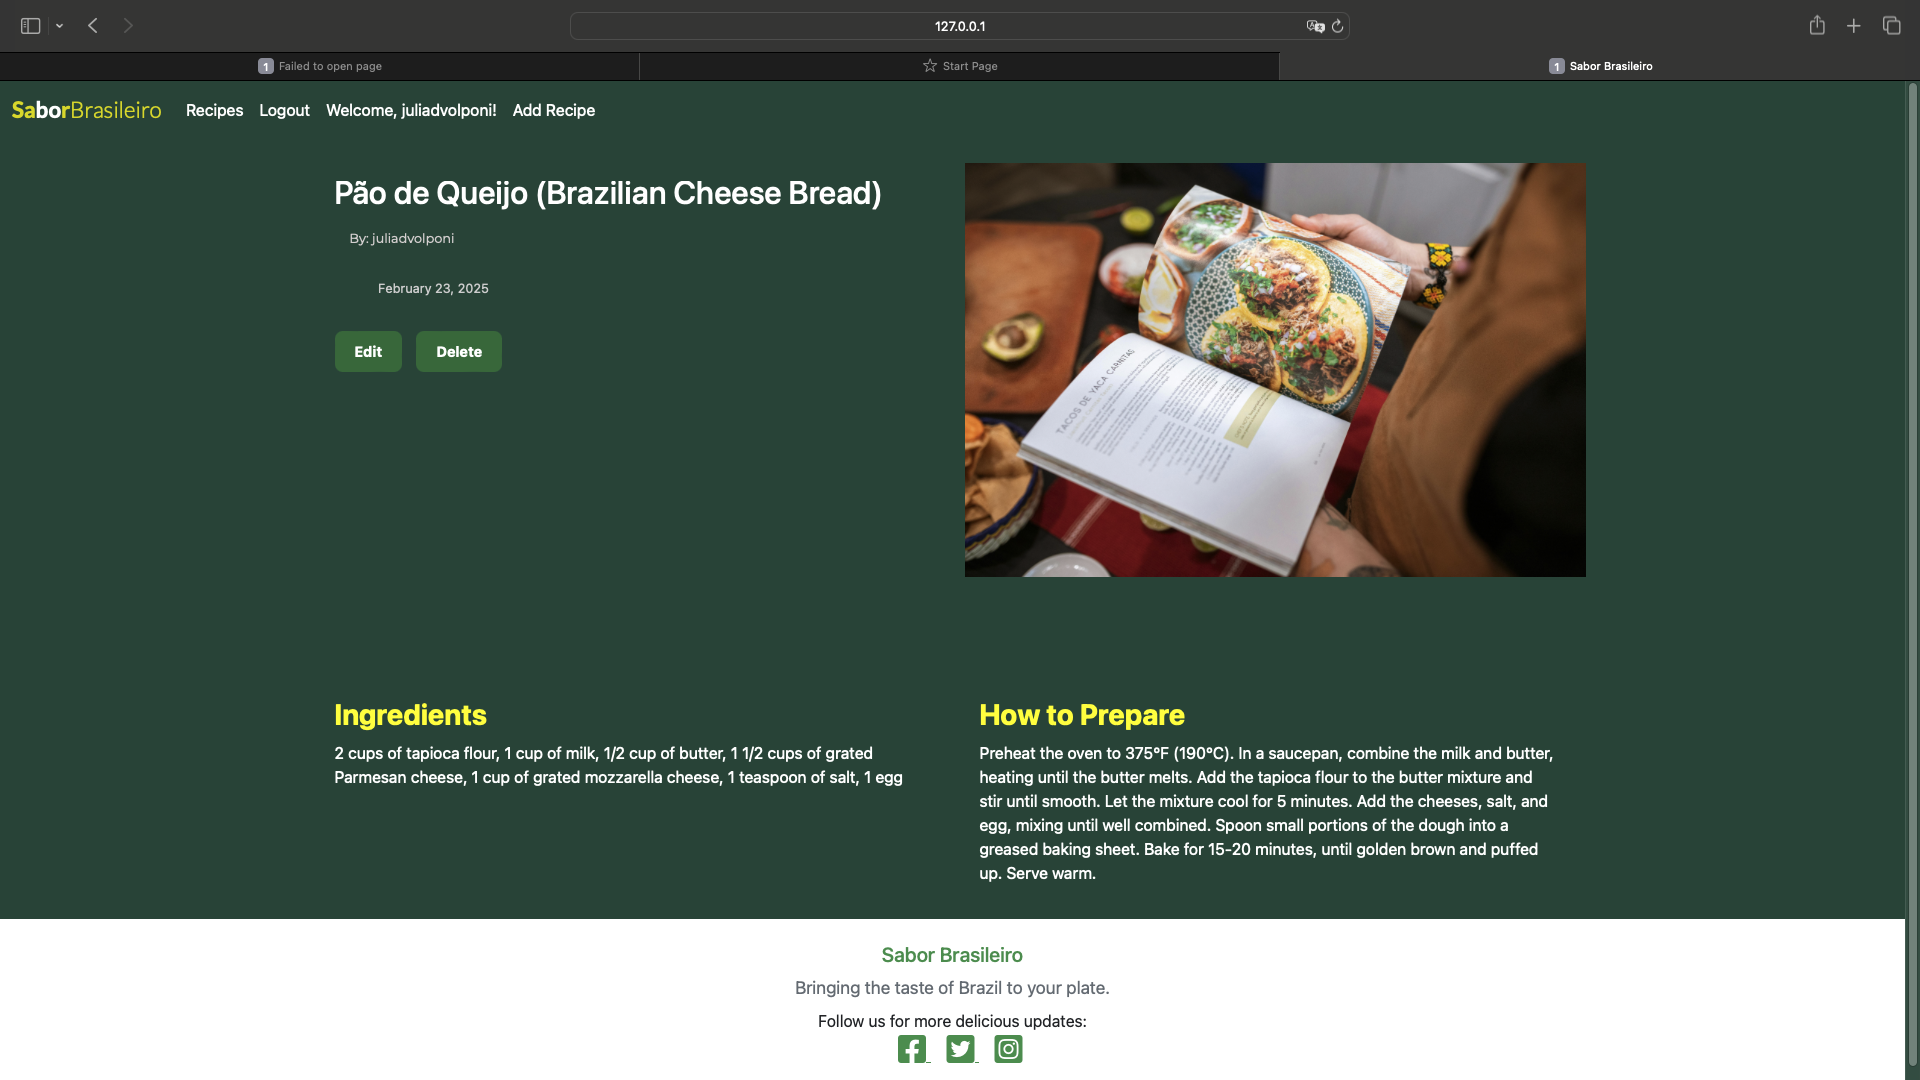 127.0.0.1
1 Failed to open page
Start Page
1 Sabor Brasileiro
SaborBrasileiro Recipes Logout Welcome, juliadvolponi! Add Recipe
Pão de Queijo (Brazilian Cheese Bread)
By: juliadvolponi
February 23, 2025
Edit Delete
TACOS DE YACA CARNITAS
Ingredients
2 cups of tapioca flour, 1 cup of milk, 1/2 cup of butter, 1 1/2 cups of grated
Parmesan cheese, 1 cup of grated mozzarella cheese, 1 teaspoon of salt, 1 egg
How to Prepare
Preheat the oven to 375°F (190°C). In a saucepan, combine the milk and butter,
heating until the butter melts. Add the tapioca flour to the butter mixture and
stir until smooth. Let the mixture cool for 5 minutes. Add the cheeses, salt, and
egg, mixing until well combined. Spoon small portions of the dough into a
greased baking sheet. Bake for 15-20 minutes, until golden brown and puffed
up. Serve warm.
Sabor Brasileiro
Bringing the taste of Brazil to your plate.
Follow us for more delicious updates: